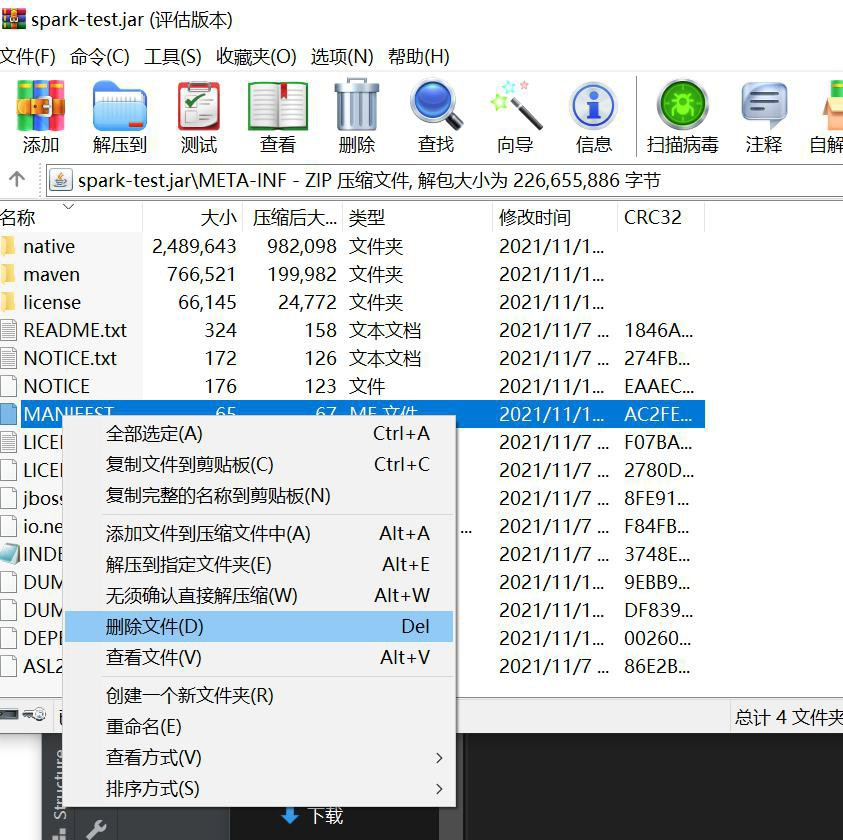 spark-test.jar (评估版本)
文件(F) 命令(C) 工具(S) 收藏夹(O) 选项(N) 帮助(H)
添加 解压到 测试 查看 删除 查找 向导 信息 扫描病毒 注释 自解
spark-test.jar\META-INF - ZIP 压缩文件, 解包大小为 226,655,886 字节
名称 大小 压缩后大... 类型 修改时间 CRC32
native 2,489,643 982,098 文件夹 2021/11/1...
maven 766,521 199,982 文件夹 2021/11/1...
license 66,145 24,772 文件夹 2021/11/1...
README.txt 324 158 文本文档 2021/11/7 ... 1846A...
NOTICE.txt 172 126 文本文档 2021/11/7 ... 274FB...
NOTICE 176 123 文件 2021/11/1... EAAEC...
MANIFEST 65 67 MF 文件 2021/11/1... AC2FE...
LICE 2021/11/7 ... F07BA...
LICE 2021/11/1... 2780D...
jboss 2021/11/7 ... 8FE91...
io.ne ... 2021/11/7 ... F84FB...
INDE 2021/11/7 ... 3748E...
DUM 2021/11/7 ... 9EBB9...
DUM 2021/11/7 ... DF839...
DEPE 2021/11/7 ... 00260...
ASL2 2021/11/7 ... 86E2B...
全部选定(A) Ctrl+A
复制文件到剪贴板(C) Ctrl+C
复制完整的名称到剪贴板(N)
添加文件到压缩文件中(A) Alt+A
解压到指定文件夹(E) Alt+E
无须确认直接解压缩(W) Alt+W
删除文件(D) Del
查看文件(V) Alt+V
创建一个新文件夹(R)
重命名(E)
查看方式(V)
排序方式(S)
总计 4 文件夹
Structure
下载